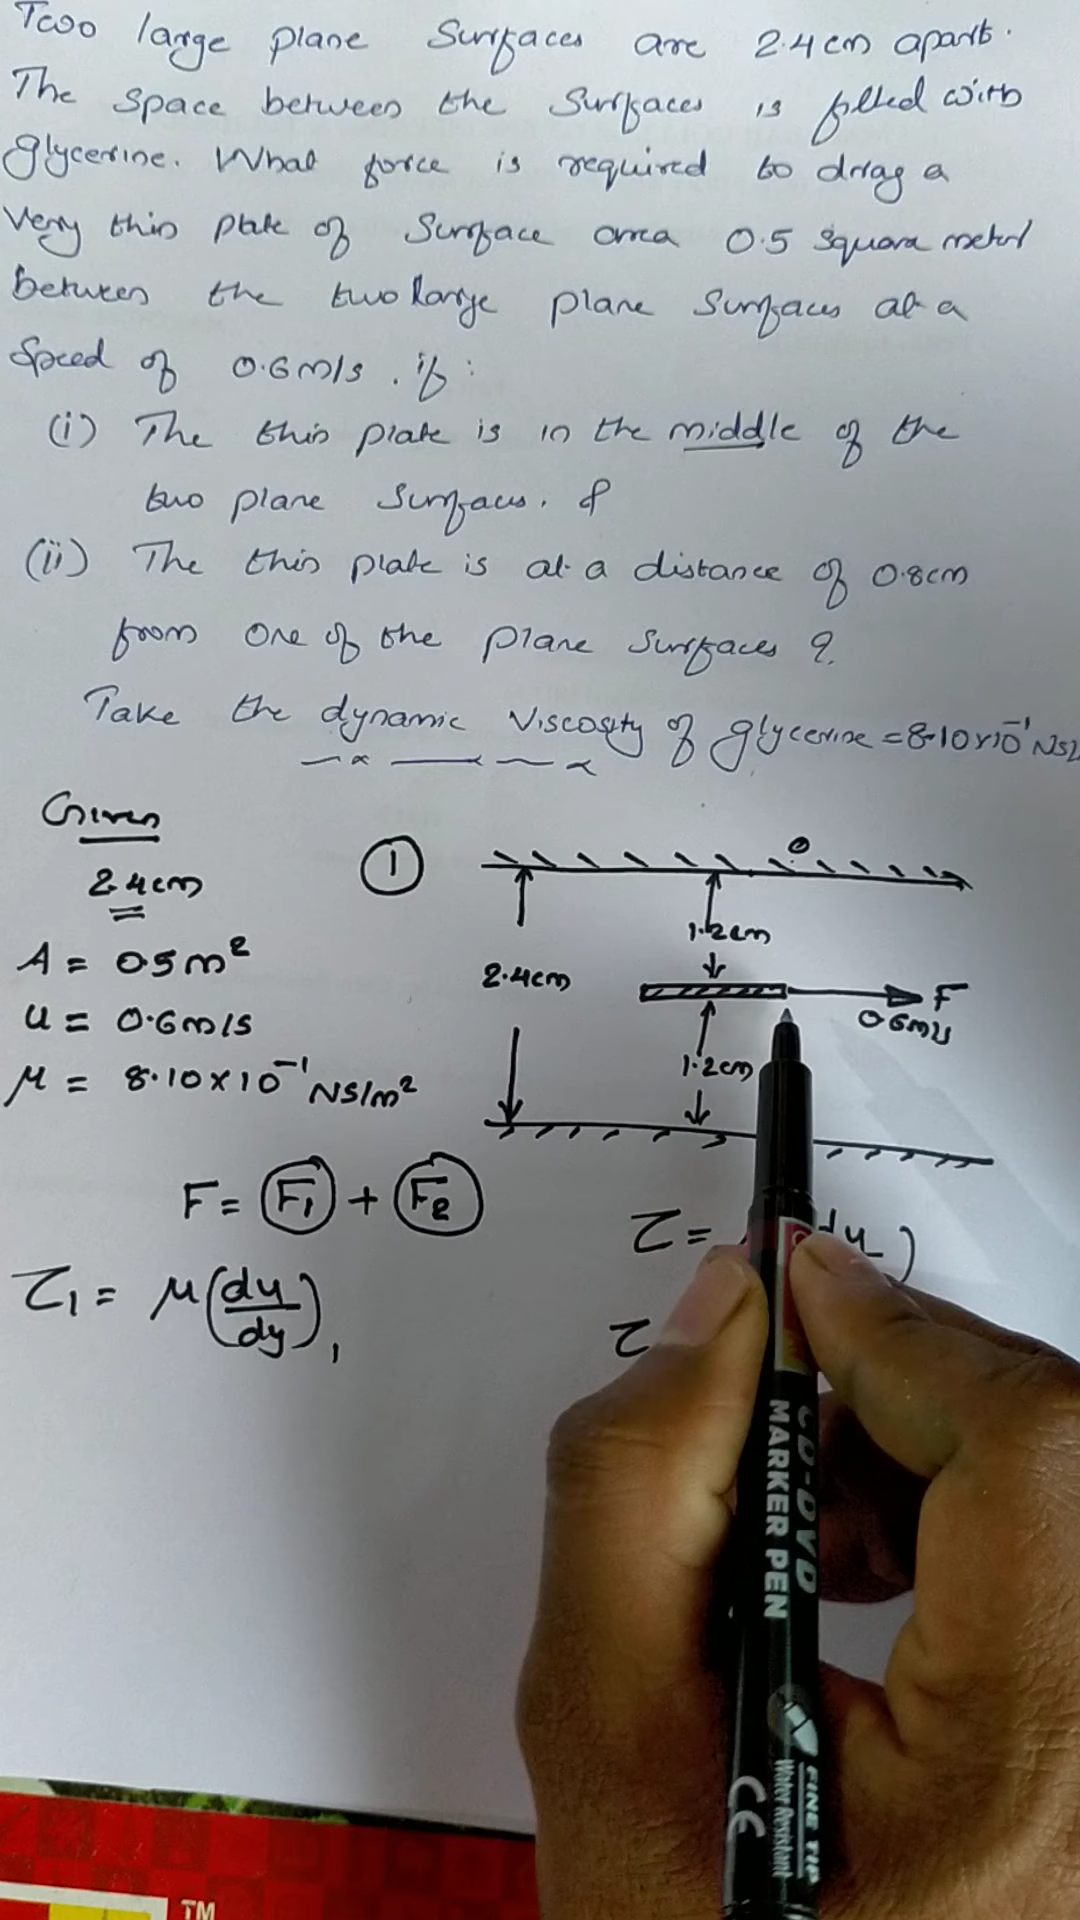 Two large plane Surfaces are 2.4cm apart.
The space between the Surfaces is filled with
glycerine. What force is required to drag a
Very thin plate of Surface area 0.5 Square meter
between the two large plane Surfaces at a
Speed of 0.6m/s . if :
(i) The thin plate is in the middle of the
two plane Surfaces. &
(ii) The thin plate is at a distance of 0.8cm
from one of the plane Surfaces ?
Take the dynamic Viscosity of glycerine = 8.10x10⁻¹
Given
2.4cm
A = 0.5m²
u = 0.6m/s
μ = 8.10 x 10⁻¹ NS/m²
1
0
1.2cm
2.4cm
F
0.6m/s
1.2cm
F = F₁ + F₂
τ₁ = μ(du/dy)₁
τ =
τ
CD-DVD
MARKER PEN
FINE TIP
Water Resistant
CE
TM